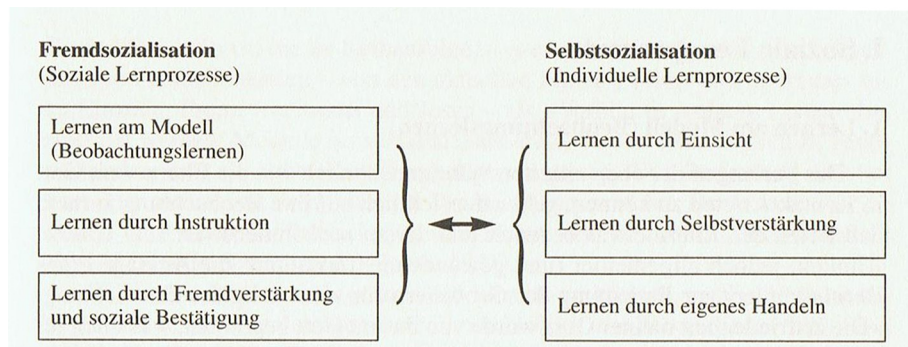 Fremdsozialisation
(Soziale Lernprozesse)
Lernen am Modell
(Beobachtungslernen)
Lernen durch Instruktion
Lernen durch Fremdverstärkung
und soziale Bestätigung
Selbstsozialisation
(Individuelle Lernprozesse)
Lernen durch Einsicht
Lernen durch Selbstverstärkung
Lernen durch eigenes Handeln